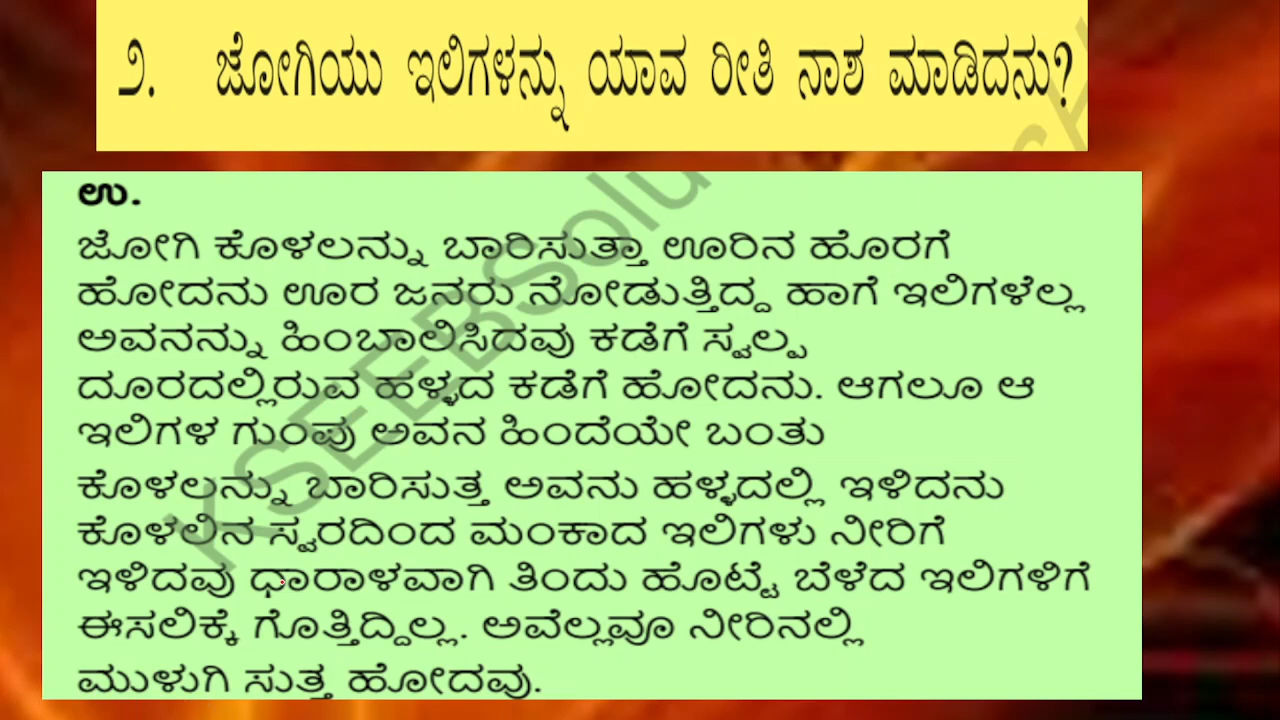 ೨. ಜೋಗಿಯು ಇಲಿಗಳನ್ನು ಯಾವ ರೀತಿ ನಾಶ ಮಾಡಿದನು?
ಉ.
ಜೋಗಿ ಕೊಳಲನ್ನು ಬಾರಿಸುತ್ತಾ ಊರಿನ ಹೊರಗೆ
ಹೋದನು ಊರ ಜನರು ನೋಡುತ್ತಿದ್ದ ಹಾಗೆ ಇಲಿಗಳೆಲ್ಲ
ಅವನನ್ನು ಹಿಂಬಾಲಿಸಿದವು ಕಡೆಗೆ ಸ್ವಲ್ಪ
ದೂರದಲ್ಲಿರುವ ಹಳ್ಳದ ಕಡೆಗೆ ಹೋದನು. ಆಗಲೂ ಆ
ಇಲಿಗಳ ಗುಂಪು ಅವನ ಹಿಂದೆಯೇ ಬಂತು
ಕೊಳಲನ್ನು ಬಾರಿಸುತ್ತ ಅವನು ಹಳ್ಳದಲ್ಲಿ ಇಳಿದನು
ಕೊಳಲಿನ ಸ್ವರದಿಂದ ಮಂಕಾದ ಇಲಿಗಳು ನೀರಿಗೆ
ಇಳಿದವು ಧಾರಾಳವಾಗಿ ತಿಂದು ಹೊಟ್ಟೆ ಬೆಳೆದ ಇಲಿಗಳಿಗೆ
ಈಸಲಿಕ್ಕೆ ಗೊತ್ತಿದ್ದಿಲ್ಲ. ಅವೆಲ್ಲವೂ ನೀರಿನಲ್ಲಿ
ಮುಳುಗಿ ಸುತ್ತ ಹೋದವು.
KSEEBSolu